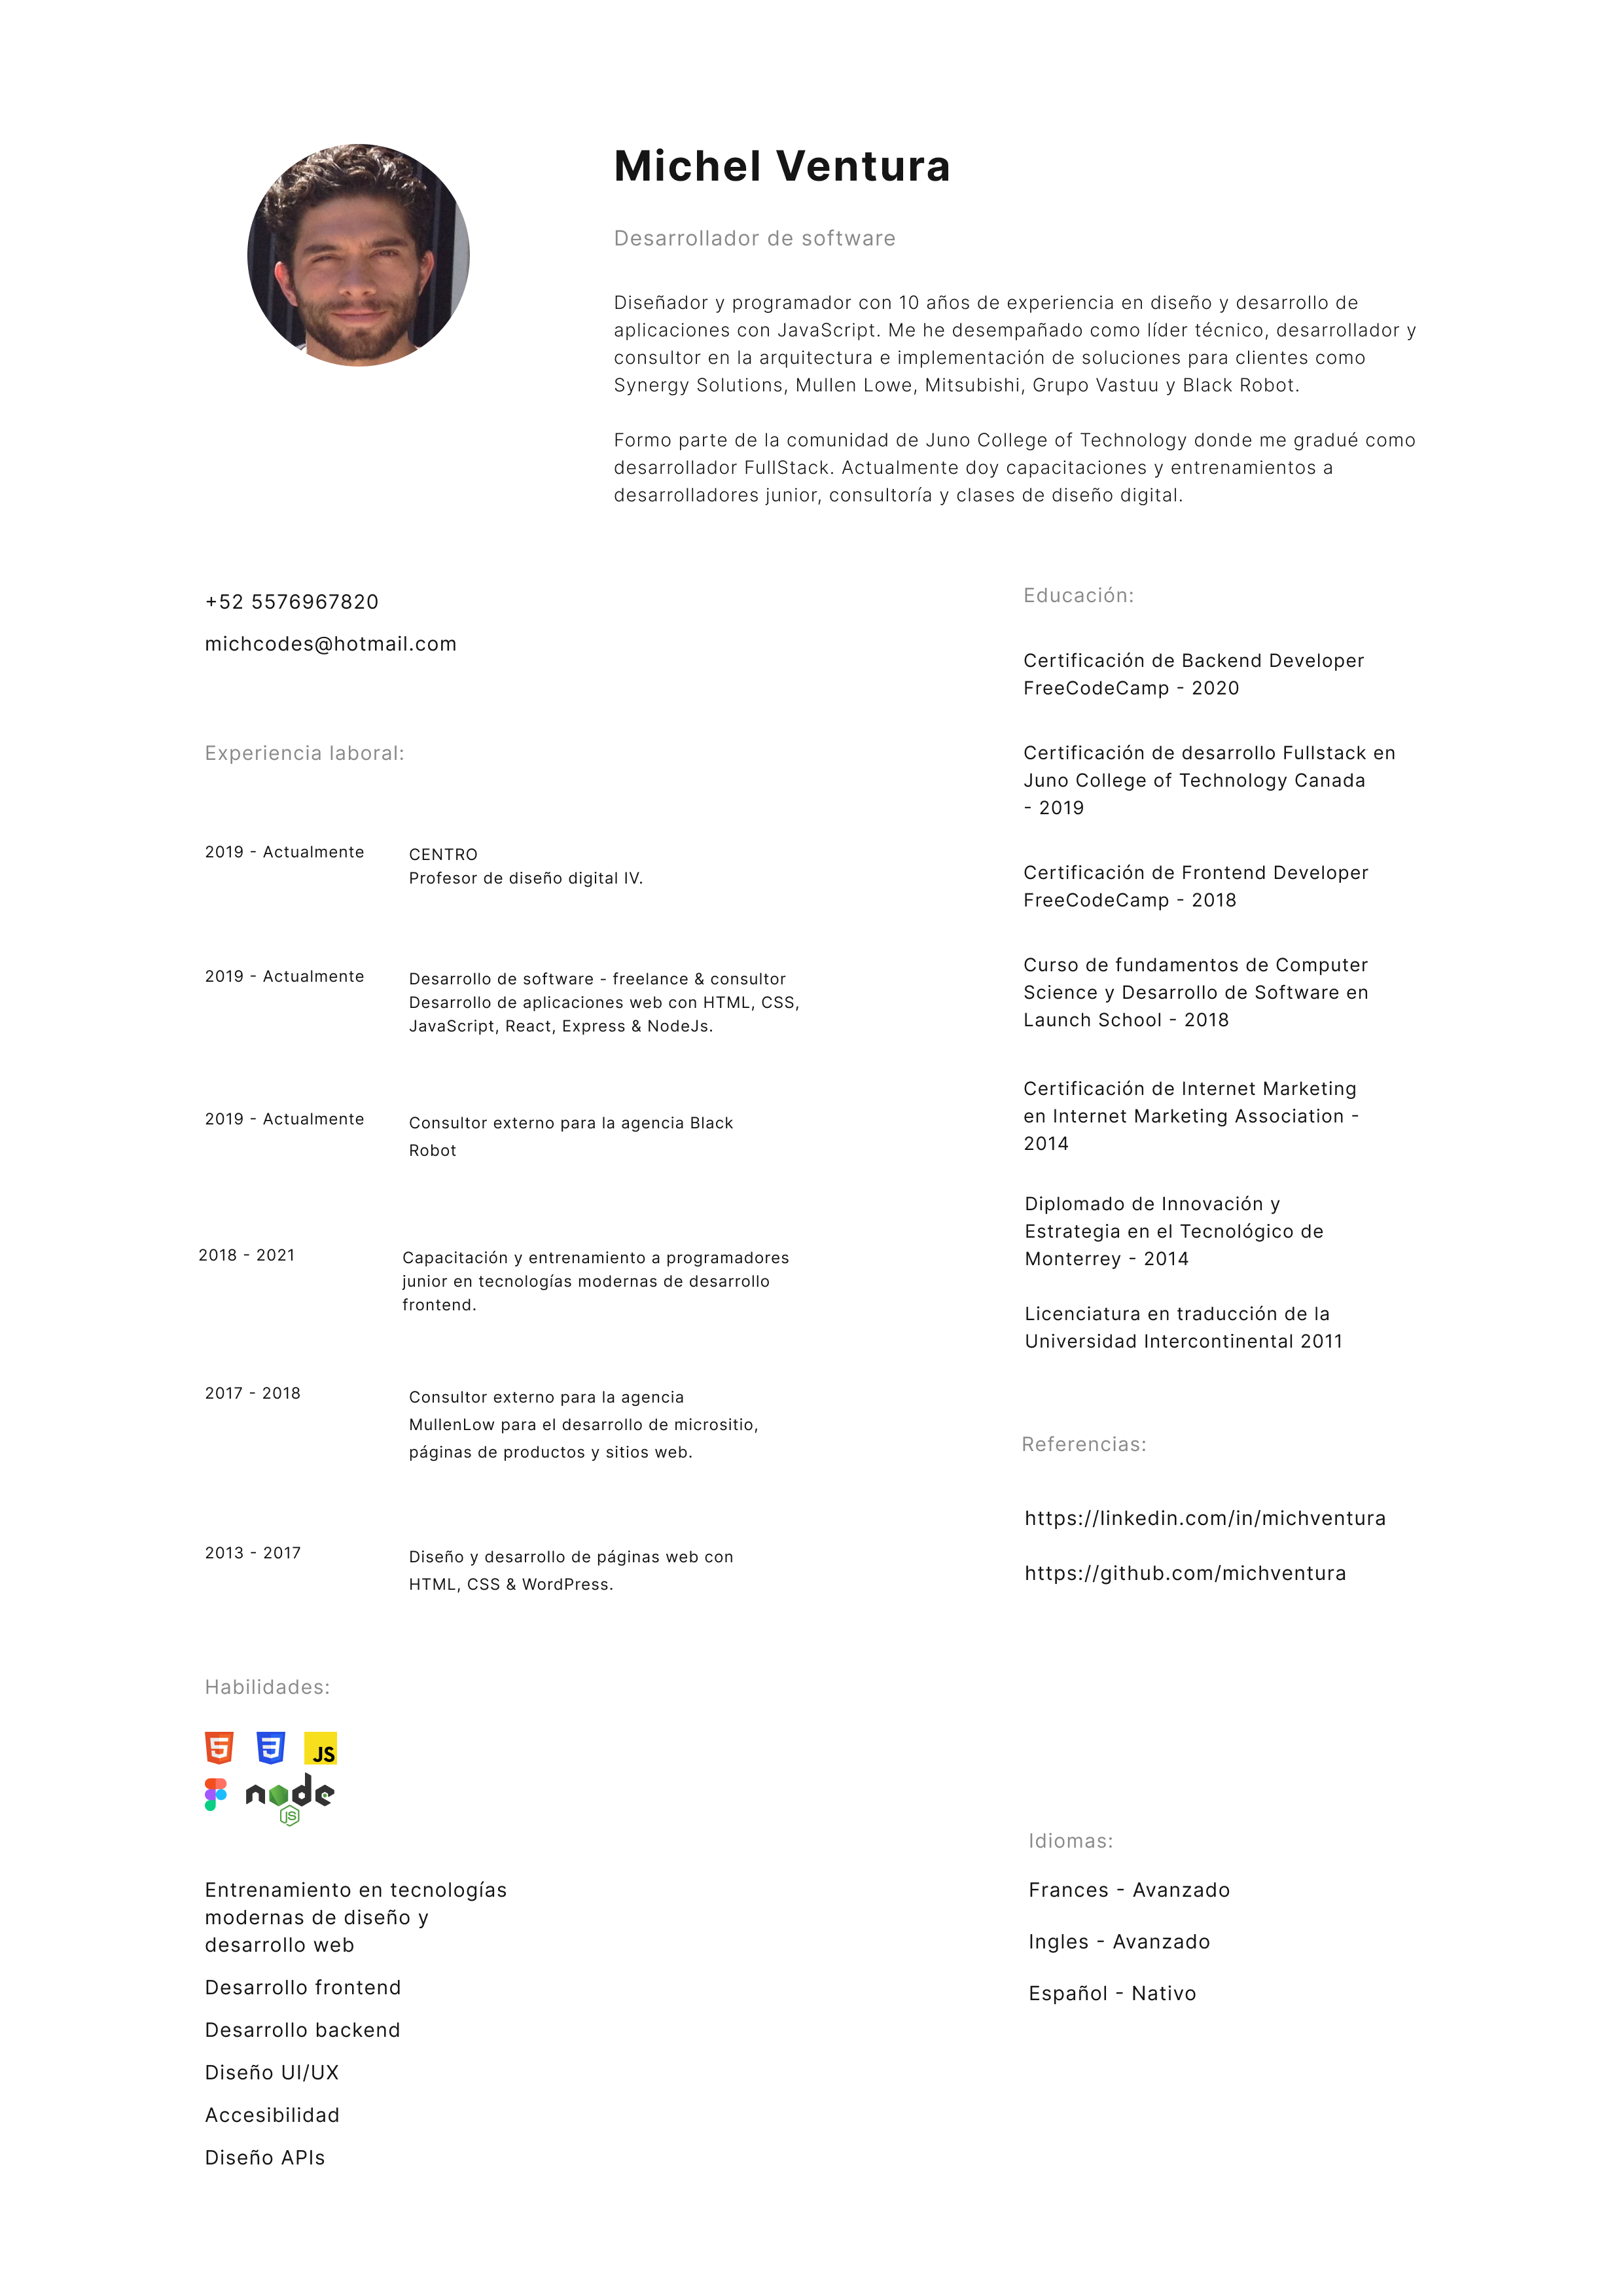 Michel Ventura
Desarrollador de software
Diseñador y programador con 10 años de experiencia en diseño y desarrollo de
aplicaciones con JavaScript. Me he desempañado como líder técnico, desarrollador y
consultor en la arquitectura e implementación de soluciones para clientes como
Synergy Solutions, Mullen Lowe, Mitsubishi, Grupo Vastuu y Black Robot.
Formo parte de la comunidad de Juno College of Technology donde me gradué como
desarrollador FullStack. Actualmente doy capacitaciones y entrenamientos a
desarrolladores junior, consultoría y clases de diseño digital.
+52 5576967820
michcodes@hotmail.com
Experiencia laboral:
2019 - Actualmente
CENTRO
Profesor de diseño digital IV.
2019 - Actualmente
Desarrollo de software - freelance & consultor
Desarrollo de aplicaciones web con HTML, CSS,
JavaScript, React, Express & NodeJs.
2019 - Actualmente
Consultor externo para la agencia Black
Robot
2018 - 2021
Capacitación y entrenamiento a programadores
junior en tecnologías modernas de desarrollo
frontend.
2017 - 2018
Consultor externo para la agencia
MullenLow para el desarrollo de micrositio,
páginas de productos y sitios web.
2013 - 2017
Diseño y desarrollo de páginas web con
HTML, CSS & WordPress.
Habilidades:
5 3 JS
node
JS
Entrenamiento en tecnologías
modernas de diseño y
desarrollo web
Desarrollo frontend
Desarrollo backend
Diseño UI/UX
Accesibilidad
Diseño APIs
Educación:
Certificación de Backend Developer
FreeCodeCamp - 2020
Certificación de desarrollo Fullstack en
Juno College of Technology Canada
- 2019
Certificación de Frontend Developer
FreeCodeCamp - 2018
Curso de fundamentos de Computer
Science y Desarrollo de Software en
Launch School - 2018
Certificación de Internet Marketing
en Internet Marketing Association -
2014
Diplomado de Innovación y
Estrategia en el Tecnológico de
Monterrey - 2014
Licenciatura en traducción de la
Universidad Intercontinental 2011
Referencias:
https://linkedin.com/in/michventura
https://github.com/michventura
Idiomas:
Frances - Avanzado
Ingles - Avanzado
Español - Nativo